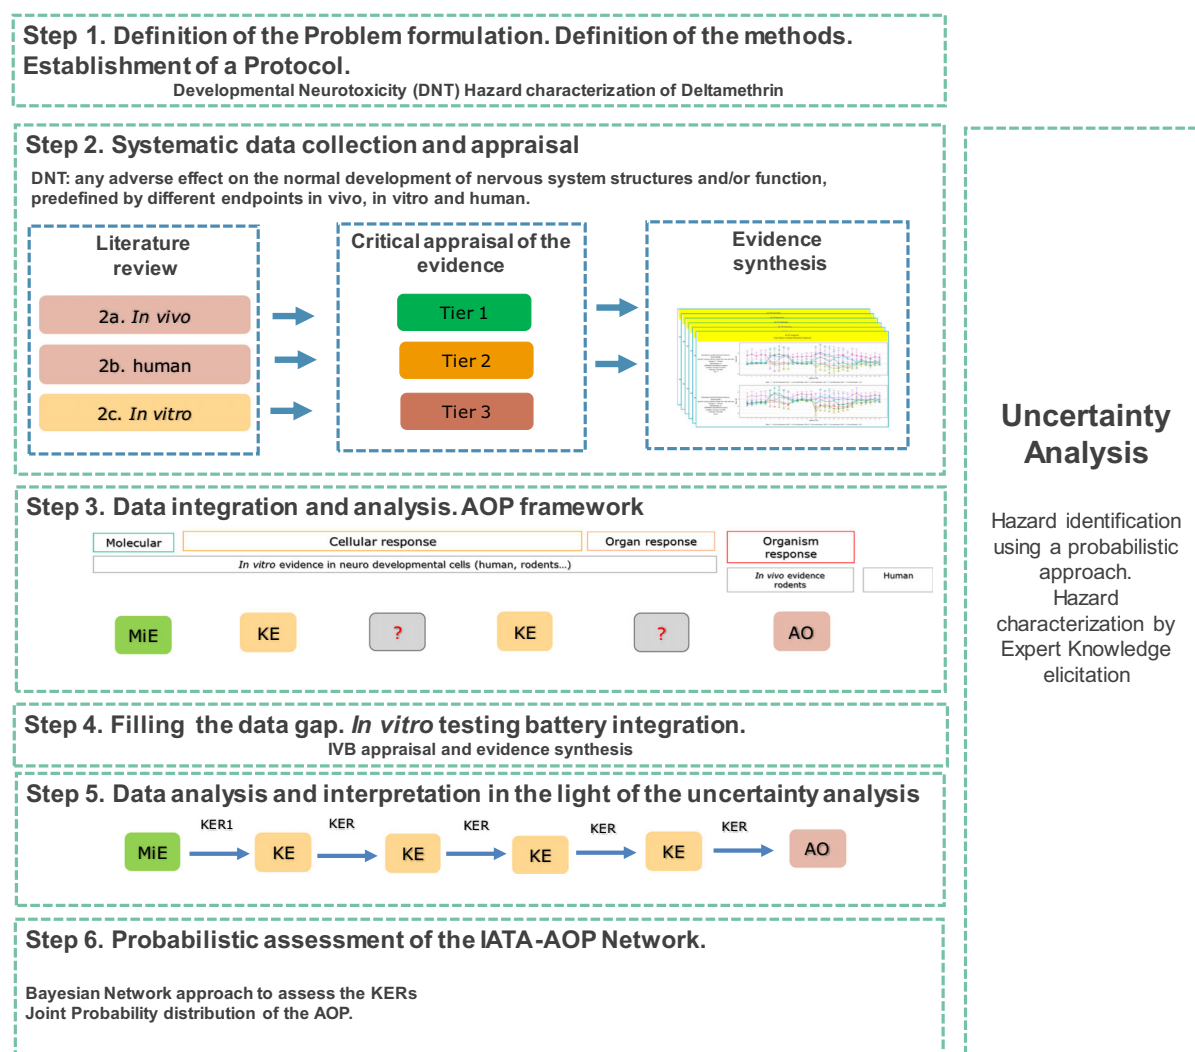 Step 1. Definition of the Problem formulation. Definition of the methods.
Establishment of a Protocol.
Developmental Neurotoxicity (DNT) Hazard characterization of Deltamethrin
Step 2. Systematic data collection and appraisal
DNT: any adverse effect on the normal development of nervous system structures and/or function,
predefined by different endpoints in vivo, in vitro and human.
Literature
review
2a. In vivo
2b. human
2c. In vitro
Critical appraisal of the
evidence
Tier 1
Tier 2
Tier 3
Evidence
synthesis
Step 3. Data integration and analysis. AOP framework
Molecular
Cellular response
Organ response
Organism
response
In vitro evidence in neuro developmental cells (human, rodents...)
In vivo evidence
rodents
Human
MiE
KE
?
KE
?
AO
Step 4. Filling the data gap. In vitro testing battery integration.
IVB appraisal and evidence synthesis
Step 5. Data analysis and interpretation in the light of the uncertainty analysis
MiE
KER1
KE
KER
KE
KER
KE
KER
KE
KER
AO
Step 6. Probabilistic assessment of the IATA-AOP Network.
Bayesian Network approach to assess the KERs
Joint Probability distribution of the AOP.
Uncertainty
Analysis
Hazard identification
using a probabilistic
approach.
Hazard
characterization by
Expert Knowledge
elicitation